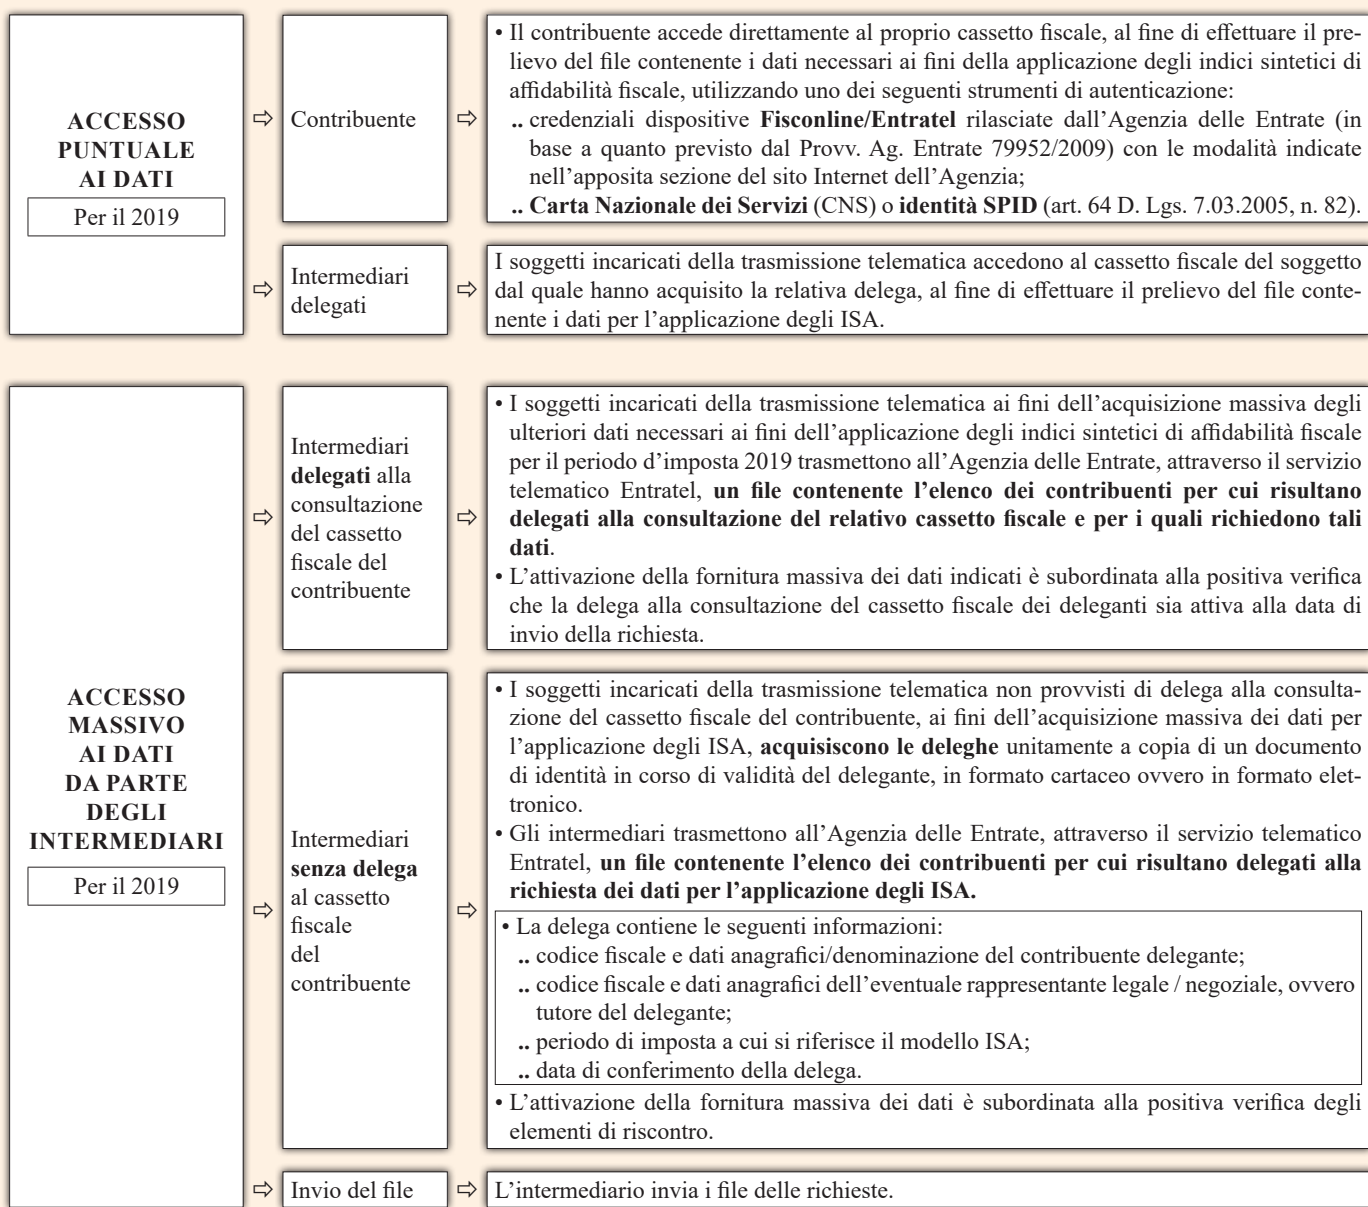 ACCESSO
PUNTUALE
AI DATI
Per il 2019
Contribuente
• Il contribuente accede direttamente al proprio cassetto fiscale, al fine di effettuare il pre-
lievo del file contenente i dati necessari ai fini della applicazione degli indici sintetici di
affidabilità fiscale, utilizzando uno dei seguenti strumenti di autenticazione:
.. credenziali dispositive Fisconline/Entratel rilasciate dall’Agenzia delle Entrate (in
base a quanto previsto dal Provv. Ag. Entrate 79952/2009) con le modalità indicate
nell’apposita sezione del sito Internet dell’Agenzia;
.. Carta Nazionale dei Servizi (CNS) o identità SPID (art. 64 D. Lgs. 7.03.2005, n. 82).
Intermediari
delegati
I soggetti incaricati della trasmissione telematica accedono al cassetto fiscale del soggetto
dal quale hanno acquisito la relativa delega, al fine di effettuare il prelievo del file conte-
nente i dati per l’applicazione degli ISA.
ACCESSO
MASSIVO
AI DATI
DA PARTE
DEGLI
INTERMEDIARI
Per il 2019
Intermediari
delegati alla
consultazione
del cassetto
fiscale del
contribuente
• I soggetti incaricati della trasmissione telematica ai fini dell’acquisizione massiva degli
ulteriori dati necessari ai fini dell’applicazione degli indici sintetici di affidabilità fiscale
per il periodo d’imposta 2019 trasmettono all’Agenzia delle Entrate, attraverso il servizio
telematico Entratel, un file contenente l’elenco dei contribuenti per cui risultano
delegati alla consultazione del relativo cassetto fiscale e per i quali richiedono tali
dati.
• L’attivazione della fornitura massiva dei dati indicati è subordinata alla positiva verifica
che la delega alla consultazione del cassetto fiscale dei deleganti sia attiva alla data di
invio della richiesta.
Intermediari
senza delega
al cassetto
fiscale
del
contribuente
• I soggetti incaricati della trasmissione telematica non provvisti di delega alla consulta-
zione del cassetto fiscale del contribuente, ai fini dell’acquisizione massiva dei dati per
l’applicazione degli ISA, acquisiscono le deleghe unitamente a copia di un documento
di identità in corso di validità del delegante, in formato cartaceo ovvero in formato elet-
tronico.
• Gli intermediari trasmettono all’Agenzia delle Entrate, attraverso il servizio telematico
Entratel, un file contenente l’elenco dei contribuenti per cui risultano delegati alla
richiesta dei dati per l’applicazione degli ISA.
• La delega contiene le seguenti informazioni:
.. codice fiscale e dati anagrafici/denominazione del contribuente delegante;
.. codice fiscale e dati anagrafici dell’eventuale rappresentante legale / negoziale, ovvero
tutore del delegante;
.. periodo di imposta a cui si riferisce il modello ISA;
.. data di conferimento della delega.
• L’attivazione della fornitura massiva dei dati è subordinata alla positiva verifica degli
elementi di riscontro.
Invio del file
L’intermediario invia i file delle richieste.